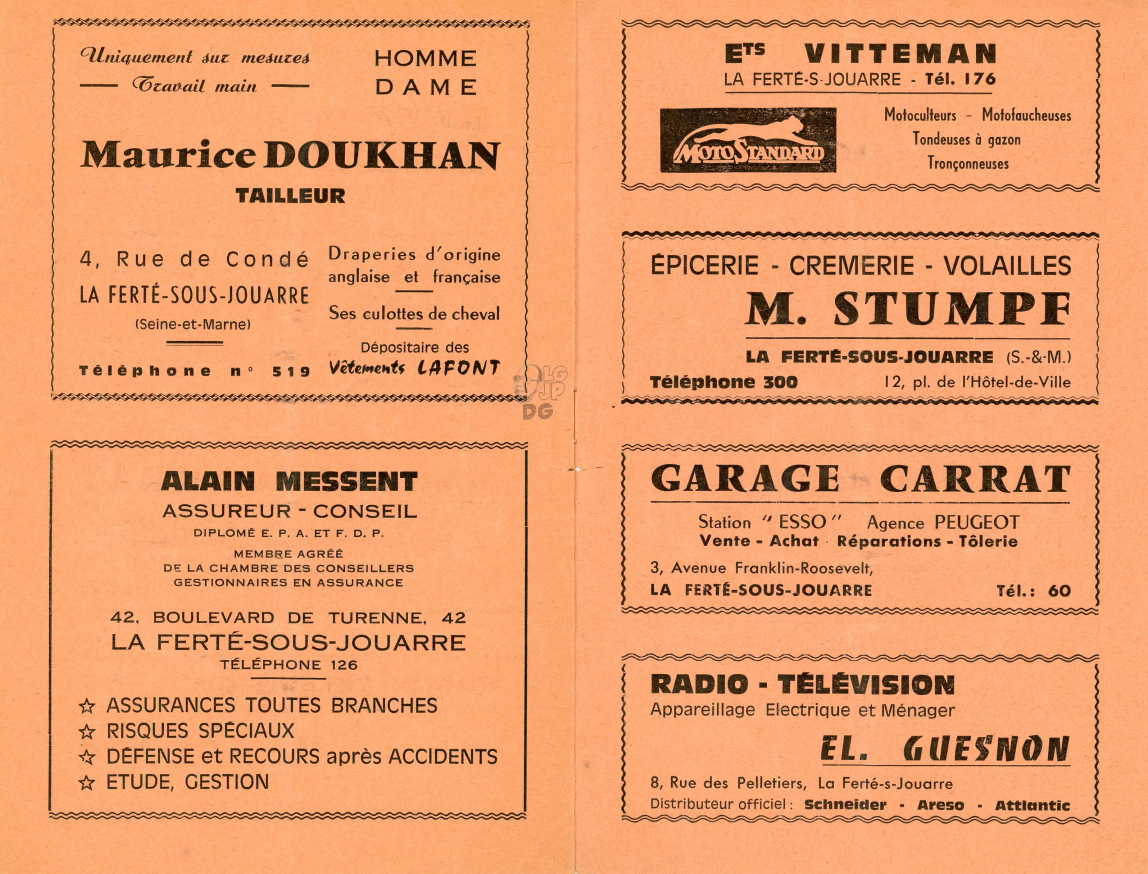 Uniquement sur mesures
Travail main
HOMME
DAME
Maurice DOUKHAN
TAILLEUR
4, Rue de Condé
LA FERTÉ-SOUS-JOUARRE
(Seine-et-Marne)
Téléphone n° 519
Draperies d'origine
anglaise et française
Ses culottes de cheval
Dépositaire des
Vêtements LAFONT
ALAIN MESSENT
ASSUREUR - CONSEIL
DIPLOMÉ E. P. A. ET F. D. P.
MEMBRE AGRÉÉ
DE LA CHAMBRE DES CONSEILLERS
GESTIONNAIRES EN ASSURANCE
42, BOULEVARD DE TURENNE, 42
LA FERTÉ-SOUS-JOUARRE
TÉLÉPHONE 126
☆ ASSURANCES TOUTES BRANCHES
☆ RISQUES SPÉCIAUX
☆ DÉFENSE et RECOURS après ACCIDENTS
☆ ETUDE, GESTION
ETS VITTEMAN
LA FERTÉ-S-JOUARRE - Tél. 176
MOTOSTANDARD
Motoculteurs - Motofaucheuses
Tondeuses à gazon
Tronçonneuses
ÉPICERIE - CREMERIE - VOLAILLES
M. STUMPF
LA FERTÉ-SOUS-JOUARRE (S.-&-M.)
Téléphone 300 12, pl. de l'Hôtel-de-Ville
GARAGE CARRAT
Station "ESSO" Agence PEUGEOT
Vente - Achat - Réparations - Tôlerie
3, Avenue Franklin-Roosevelt,
LA FERTÉ-SOUS-JOUARRE Tél.: 60
RADIO - TÉLÉVISION
Appareillage Electrique et Ménager
EL. GUESNON
8, Rue des Pelletiers, La Ferté-s-Jouarre
Distributeur officiel : Schneider - Areso - Attlantic
LG
JP
DG